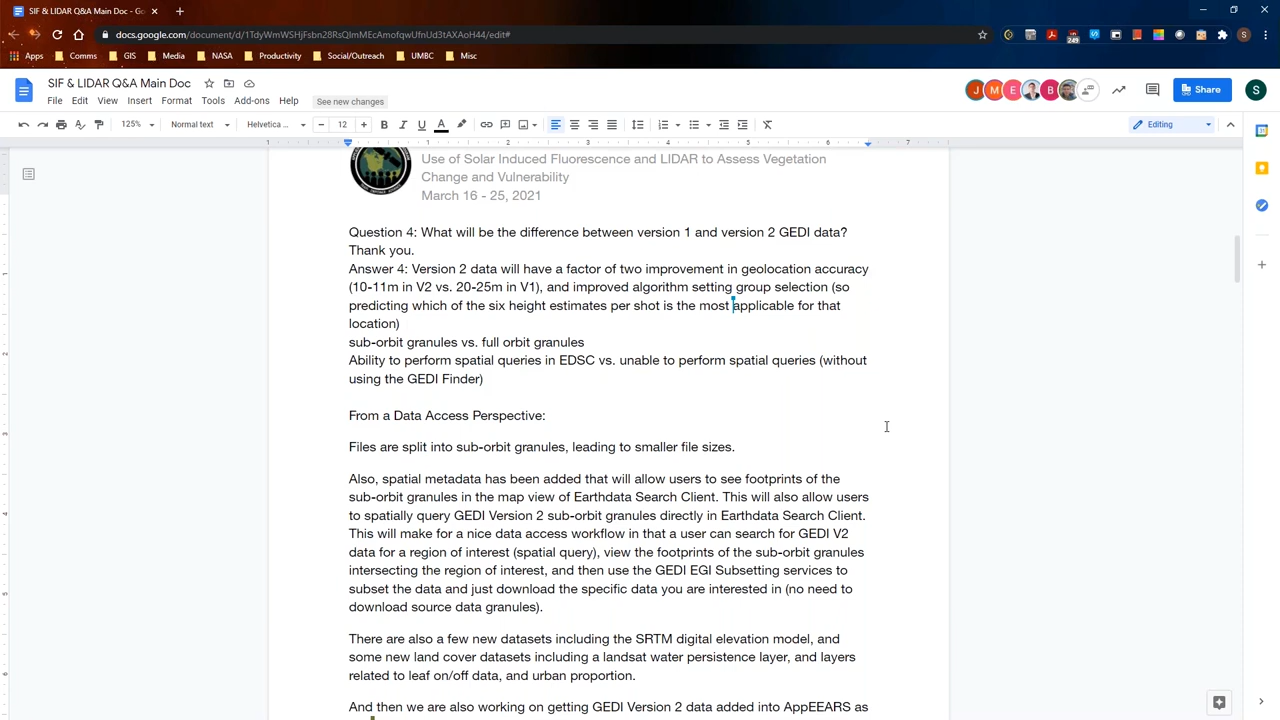 SIF & LIDAR Q&A Main Doc - Go
docs.google.com/document/d/1TdyWmWSHjFsbn28RsQlmMEcAmofqwUfnUd3tAXAoH44/edit#
Apps Comms GIS Media NASA Productivity Social/Outreach UMBC Misc
SIF & LIDAR Q&A Main Doc
File Edit View Insert Format Tools Add-ons Help See new changes
J M E B Share S
125% Normal text Helvetica ... 12 B I U A Editing
1 1 2 3 4 5 6 7
Use of Solar Induced Fluorescence and LIDAR to Assess Vegetation
Change and Vulnerability
March 16 - 25, 2021
Question 4: What will be the difference between version 1 and version 2 GEDI data?
Thank you.
Answer 4: Version 2 data will have a factor of two improvement in geolocation accuracy
(10-11m in V2 vs. 20-25m in V1), and improved algorithm setting group selection (so
predicting which of the six height estimates per shot is the most applicable for that
location)
sub-orbit granules vs. full orbit granules
Ability to perform spatial queries in EDSC vs. unable to perform spatial queries (without
using the GEDI Finder)
From a Data Access Perspective:
Files are split into sub-orbit granules, leading to smaller file sizes.
Also, spatial metadata has been added that will allow users to see footprints of the
sub-orbit granules in the map view of Earthdata Search Client. This will also allow users
to spatially query GEDI Version 2 sub-orbit granules directly in Earthdata Search Client.
This will make for a nice data access workflow in that a user can search for GEDI V2
data for a region of interest (spatial query), view the footprints of the sub-orbit granules
intersecting the region of interest, and then use the GEDI EGI Subsetting services to
subset the data and just download the specific data you are interested in (no need to
download source data granules).
There are also a few new datasets including the SRTM digital elevation model, and
some new land cover datasets including a landsat water persistence layer, and layers
related to leaf on/off data, and urban proportion.
And then we are also working on getting GEDI Version 2 data added into AppEEARS as